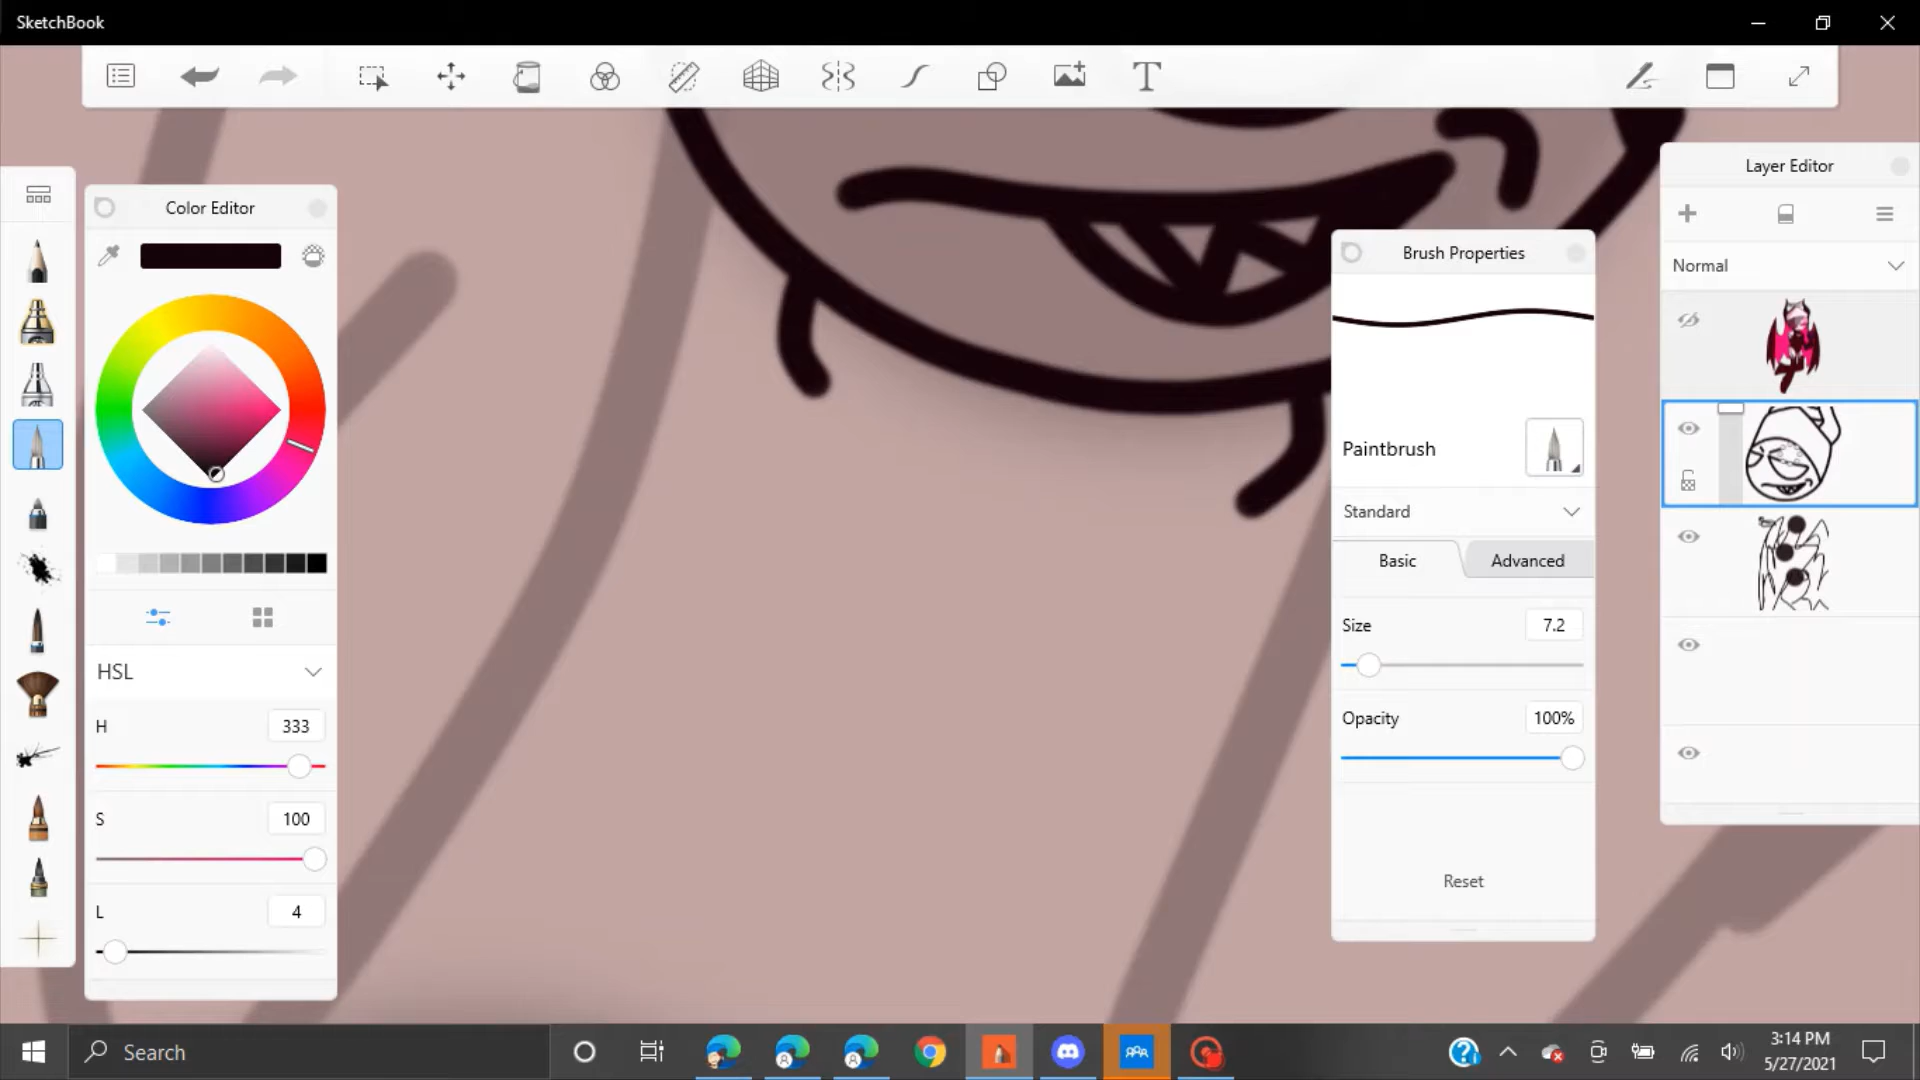 SketchBook
Color Editor
HSL
H 333
S 100
L 4
Brush Properties
Paintbrush
Standard
Basic Advanced
Size 7.2
Opacity 100%
Reset
Layer Editor
Normal
Search
3:14 PM
5/27/2021